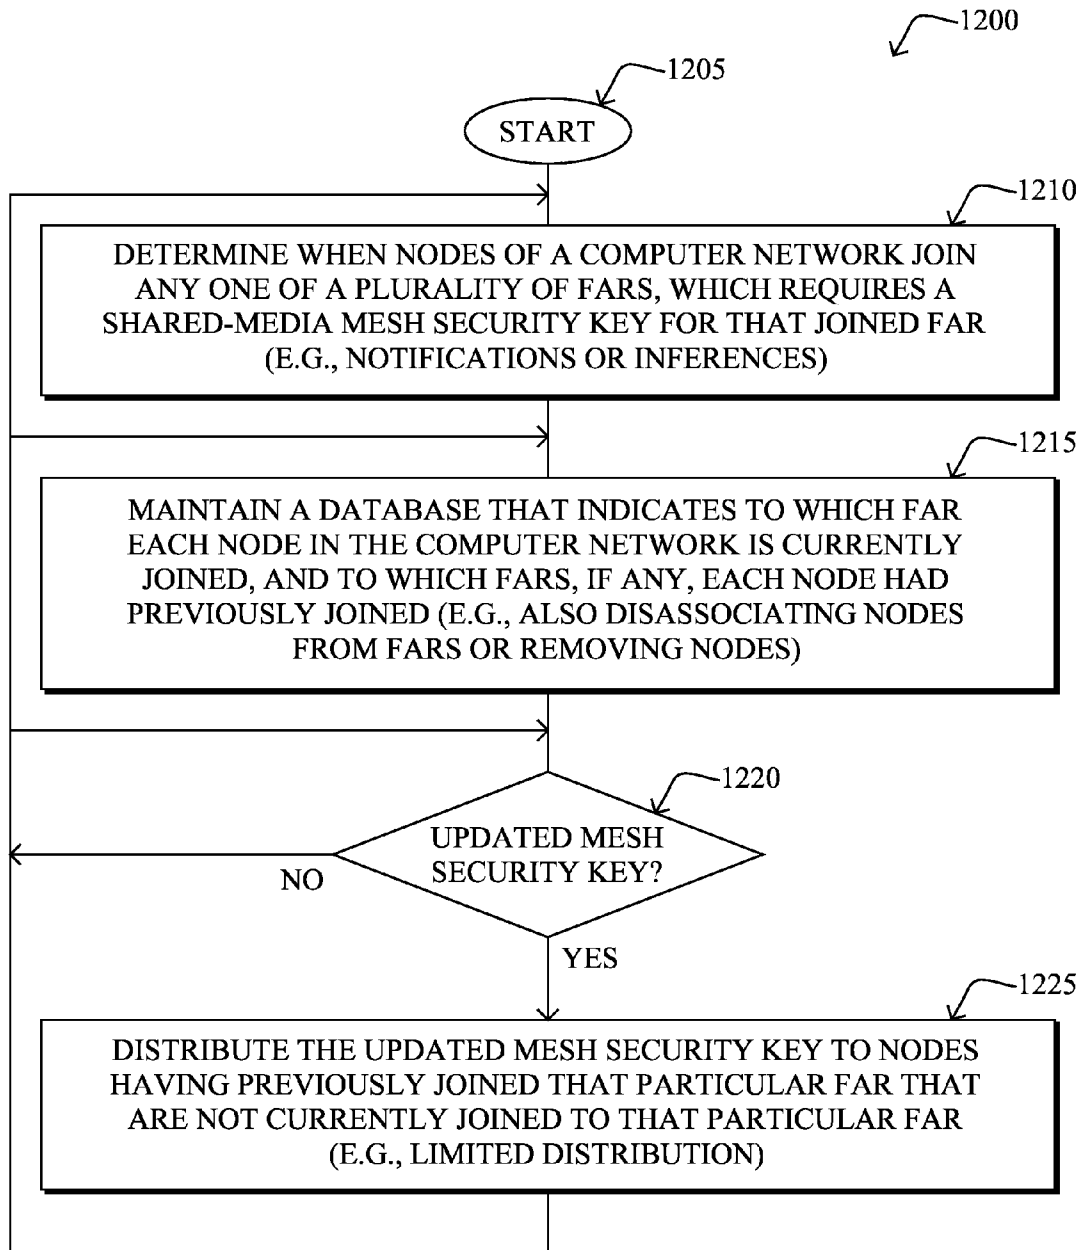 1200
1205
START
1210
DETERMINE WHEN NODES OF A COMPUTER NETWORK JOIN
ANY ONE OF A PLURALITY OF FARS, WHICH REQUIRES A
SHARED-MEDIA MESH SECURITY KEY FOR THAT JOINED FAR
(E.G., NOTIFICATIONS OR INFERENCES)
1215
MAINTAIN A DATABASE THAT INDICATES TO WHICH FAR
EACH NODE IN THE COMPUTER NETWORK IS CURRENTLY
JOINED, AND TO WHICH FARS, IF ANY, EACH NODE HAD
PREVIOUSLY JOINED (E.G., ALSO DISASSOCIATING NODES
FROM FARS OR REMOVING NODES)
1220
UPDATED MESH
SECURITY KEY?
NO
YES
1225
DISTRIBUTE THE UPDATED MESH SECURITY KEY TO NODES
HAVING PREVIOUSLY JOINED THAT PARTICULAR FAR THAT
ARE NOT CURRENTLY JOINED TO THAT PARTICULAR FAR
(E.G., LIMITED DISTRIBUTION)